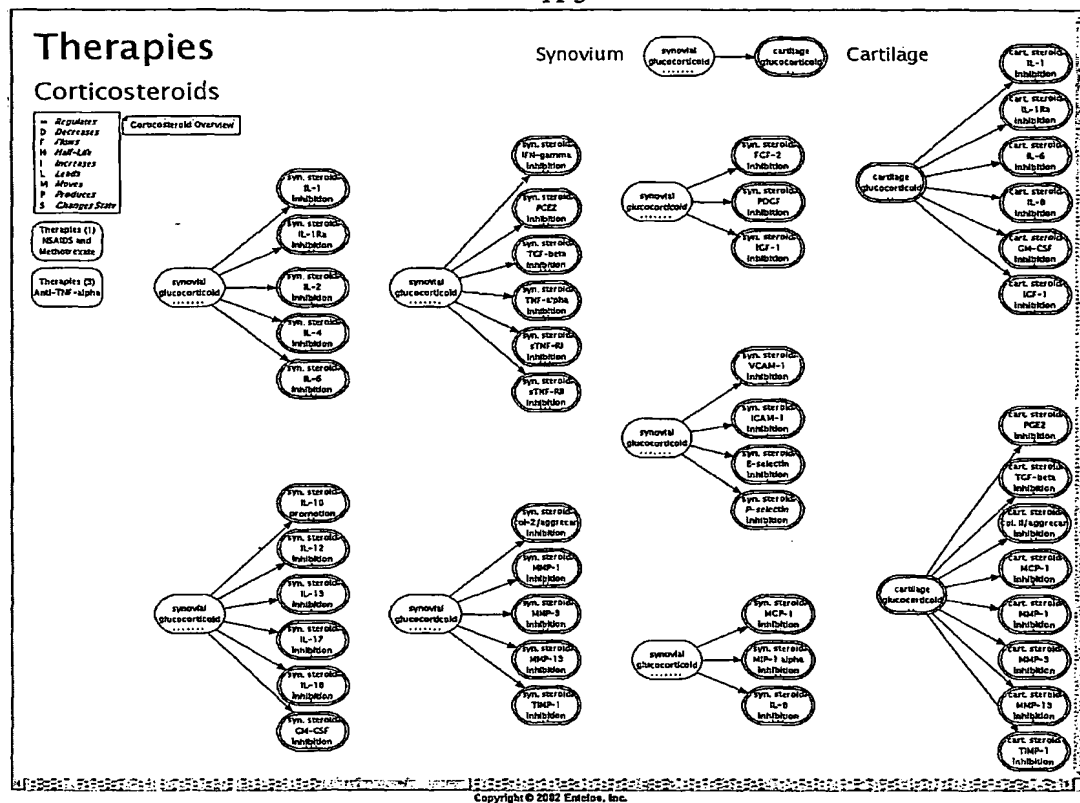 Therapies
Corticosteroids
Synovium
synovial
glucocorticoid
cartilage
glucocorticoid
Cartilage
Regulates
D Decreases
F Flows
H Half-Life
I Increases
L Leads
M Moves
P Produces
S Changes State
Corticosteroid Overview
Therapies (1)
NSAIDS and
Methotrexate
Therapies (3)
Anti-TNF-alpha
synovial
glucocorticoid
syn. steroid
IL-1
inhibition
syn. steroid
IL-1Ra
inhibition
syn. steroid
IL-2
inhibition
syn. steroid
IL-4
inhibition
syn. steroid
IL-6
inhibition
synovial
glucocorticoid
syn. steroid
IFN-gamma
inhibition
syn. steroid
PGE2
inhibition
syn. steroid
TGF-beta
inhibition
syn. steroid
TNF-alpha
inhibition
syn. steroid
sTNF-RI
inhibition
syn. steroid
sTNF-RII
inhibition
synovial
glucocorticoid
syn. steroid
FGF-2
inhibition
syn. steroid
PDGF
inhibition
syn. steroid
IGF-1
inhibition
cartilage
glucocorticoid
cart. steroid
IL-1
inhibition
cart. steroid
IL-1Ra
inhibition
cart. steroid
IL-6
inhibition
cart. steroid
IL-8
inhibition
cart. steroid
GM-CSF
inhibition
cart. steroid
IGF-1
inhibition
synovial
glucocorticoid
syn. steroid
VCAM-1
inhibition
syn. steroid
ICAM-1
inhibition
syn. steroid
E-selectin
inhibition
syn. steroid
P-selectin
inhibition
synovial
glucocorticoid
syn. steroid
IL-10
promotion
syn. steroid
IL-12
inhibition
syn. steroid
IL-13
inhibition
syn. steroid
IL-17
inhibition
syn. steroid
IL-18
inhibition
syn. steroid
GM-CSF
inhibition
synovial
glucocorticoid
syn. steroid
col-2/aggrecan
inhibition
syn. steroid
MMP-1
inhibition
syn. steroid
MMP-3
inhibition
syn. steroid
MMP-13
inhibition
syn. steroid
TIMP-1
inhibition
synovial
glucocorticoid
syn. steroid
MCP-1
inhibition
syn. steroid
MIP-1 alpha
inhibition
syn. steroid
IL-8
inhibition
cartilage
glucocorticoid
cart. steroid
PGE2
inhibition
cart. steroid
TGF-beta
inhibition
cart. steroid
col. II/aggrecan
inhibition
cart. steroid
MCP-1
inhibition
cart. steroid
MMP-1
inhibition
cart. steroid
MMP-3
inhibition
cart. steroid
MMP-13
inhibition
cart. steroid
TIMP-1
inhibition
Copyright © 2002 Entelos, Inc.